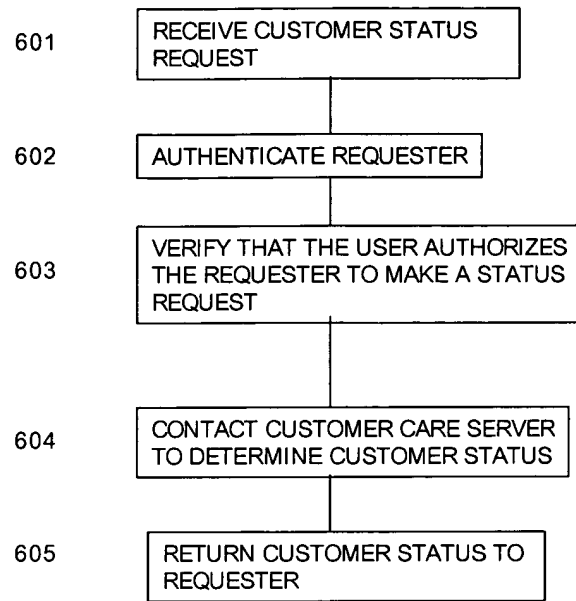 601
RECEIVE CUSTOMER STATUS
REQUEST
602
AUTHENTICATE REQUESTER
603
VERIFY THAT THE USER AUTHORIZES
THE REQUESTER TO MAKE A STATUS
REQUEST
604
CONTACT CUSTOMER CARE SERVER
TO DETERMINE CUSTOMER STATUS
605
RETURN CUSTOMER STATUS TO
REQUESTER